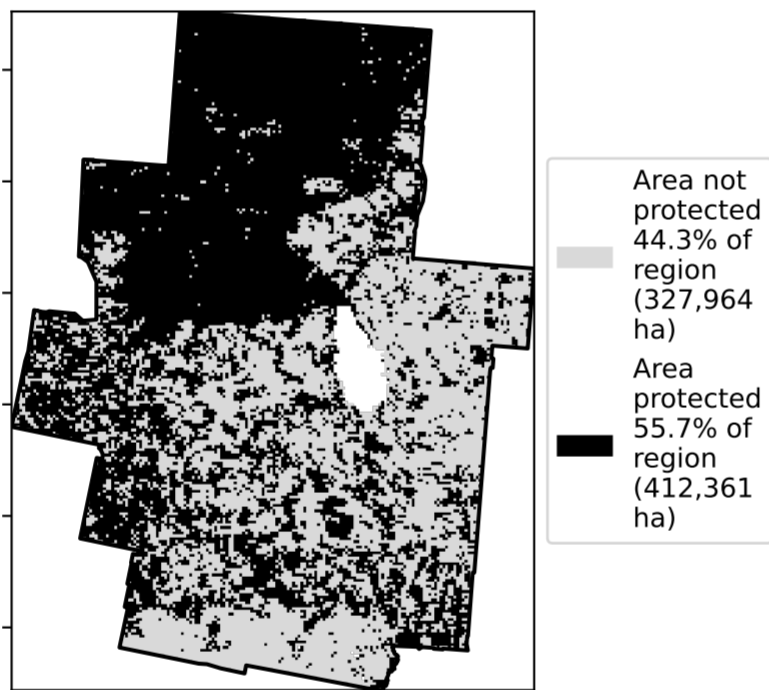 Area not
protected
44.3% of
region
(327,964
ha)
Area
protected
55.7% of
region
(412,361
ha)